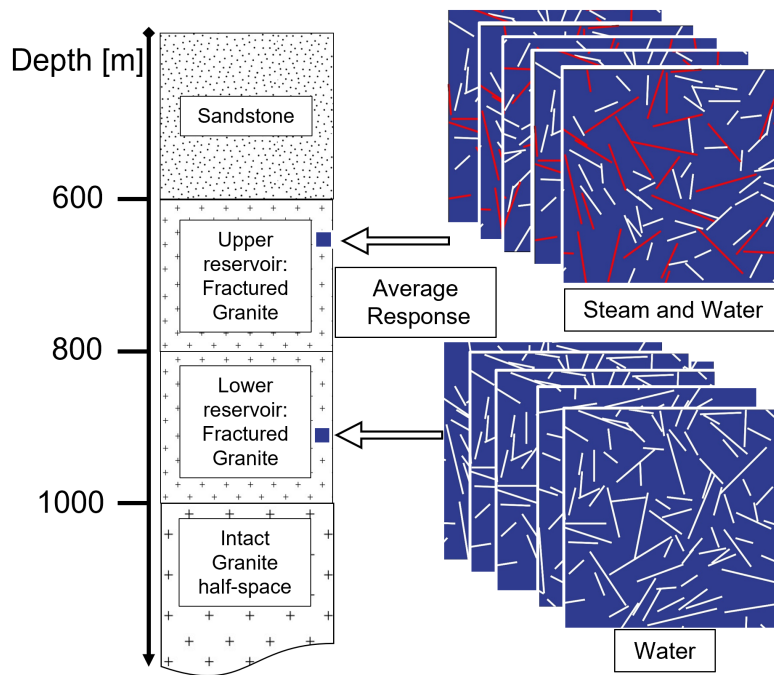 Depth [m]
Sandstone
600
Upper
reservoir:
Fractured
Granite
Average
Response
Steam and Water
800
Lower
reservoir:
Fractured
Granite
1000
Intact
Granite
half-space
Water